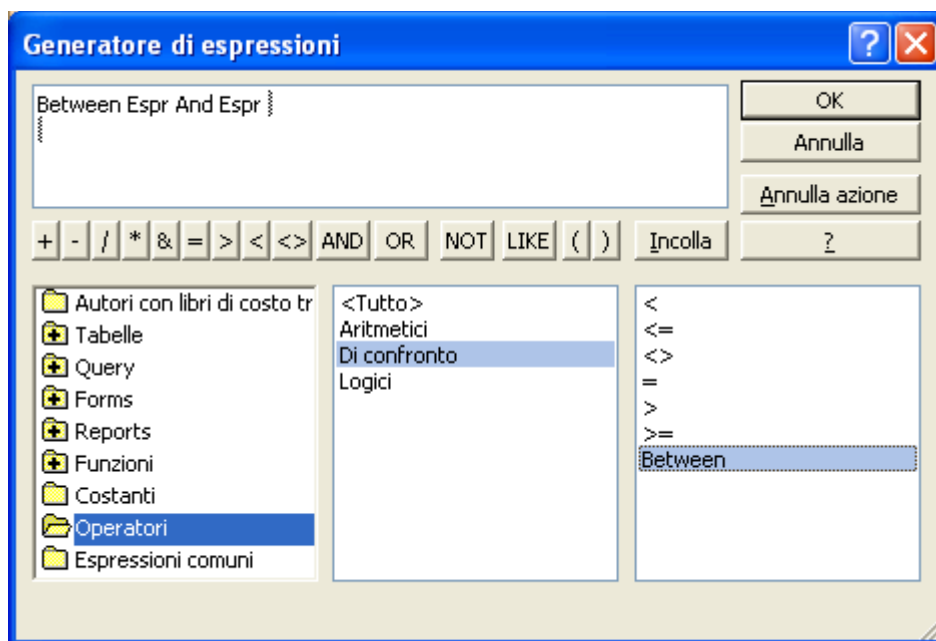 Generatore di espressioni
?
Between Espr And Espr
OK
Annulla
Annulla azione
+ - / * & = > < <> AND OR NOT LIKE ( ) Incolla ?
Autori con libri di costo tr
Tabelle
Query
Forms
Reports
Funzioni
Costanti
Operatori
Espressioni comuni
<Tutto>
Aritmetici
Di confronto
Logici
<
<=
<>
=
>
>=
Between